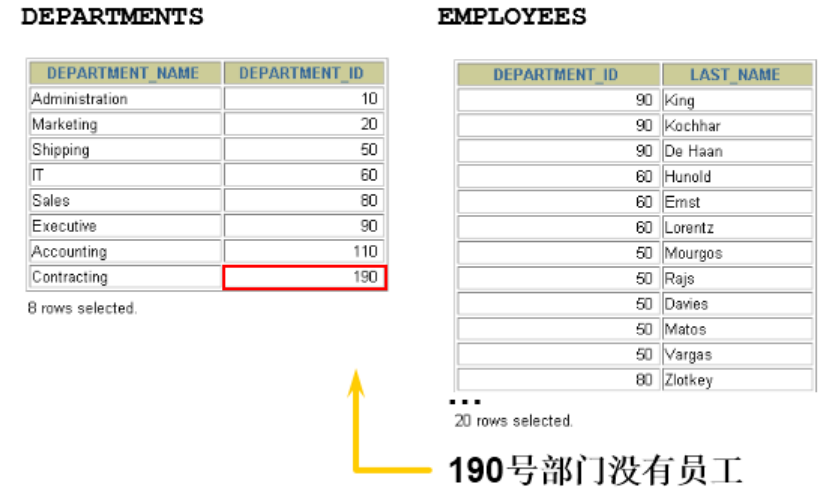 DEPARTMENTS
DEPARTMENT_NAME DEPARTMENT_ID
Administration 10
Marketing 20
Shipping 50
IT 60
Sales 80
Executive 90
Accounting 110
Contracting 190
8 rows selected.
EMPLOYEES
DEPARTMENT_ID LAST_NAME
90 King
90 Kochhar
90 De Haan
60 Hunold
60 Ernst
60 Lorentz
50 Mourgos
50 Rajs
50 Davies
50 Matos
50 Vargas
80 Zlotkey
...
20 rows selected.
190号部门没有员工